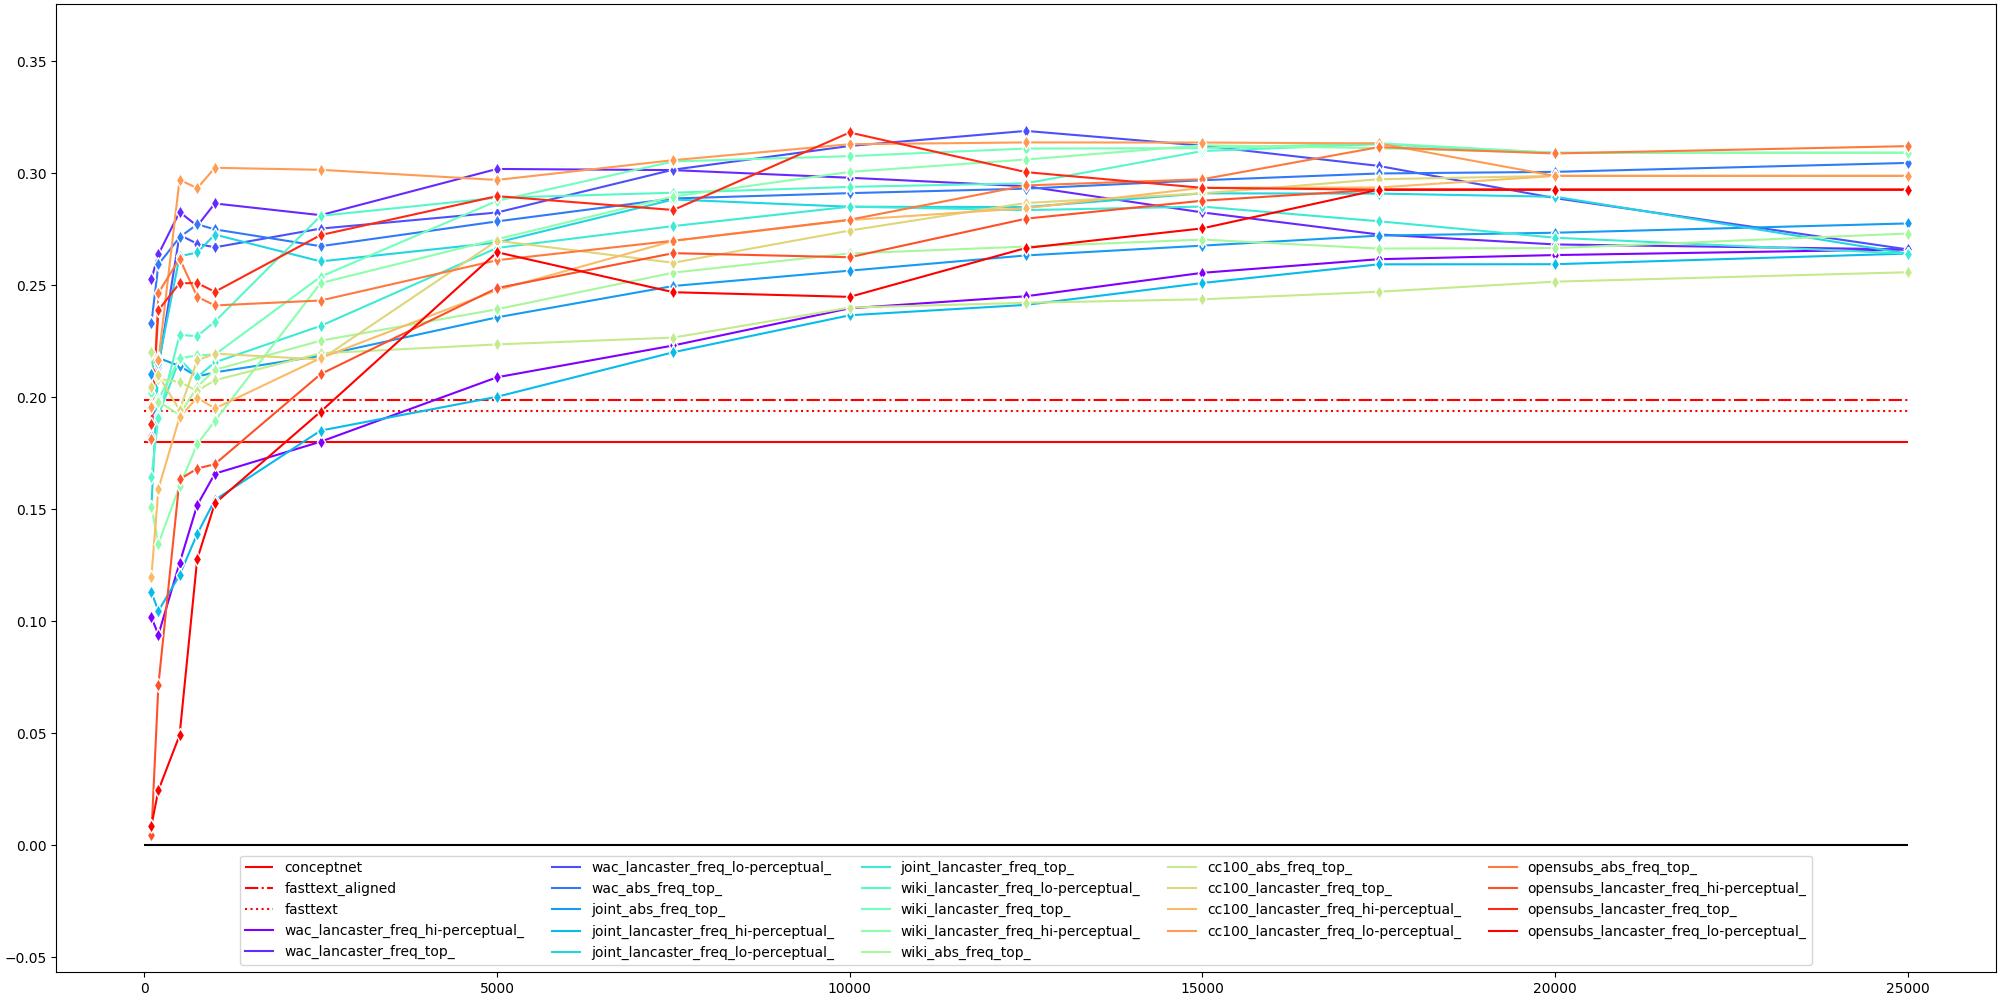 0.35
0.30
0.25
0.20
0.15
0.10
0.05
0.00
−0.05
conceptnet
fasttext_aligned
fasttext
wac_lancaster_freq_hi-perceptual_
wac_lancaster_freq_top_
wac_lancaster_freq_lo-perceptual_
wac_abs_freq_top_
joint_abs_freq_top_
joint_lancaster_freq_hi-perceptual_
joint_lancaster_freq_lo-perceptual_
joint_lancaster_freq_top_
wiki_lancaster_freq_lo-perceptual_
wiki_lancaster_freq_top_
wiki_lancaster_freq_hi-perceptual_
wiki_abs_freq_top_
cc100_abs_freq_top_
cc100_lancaster_freq_top_
cc100_lancaster_freq_hi-perceptual_
cc100_lancaster_freq_lo-perceptual_
opensubs_abs_freq_top_
opensubs_lancaster_freq_hi-perceptual_
opensubs_lancaster_freq_top_
opensubs_lancaster_freq_lo-perceptual_
0
5000
10000
15000
20000
25000